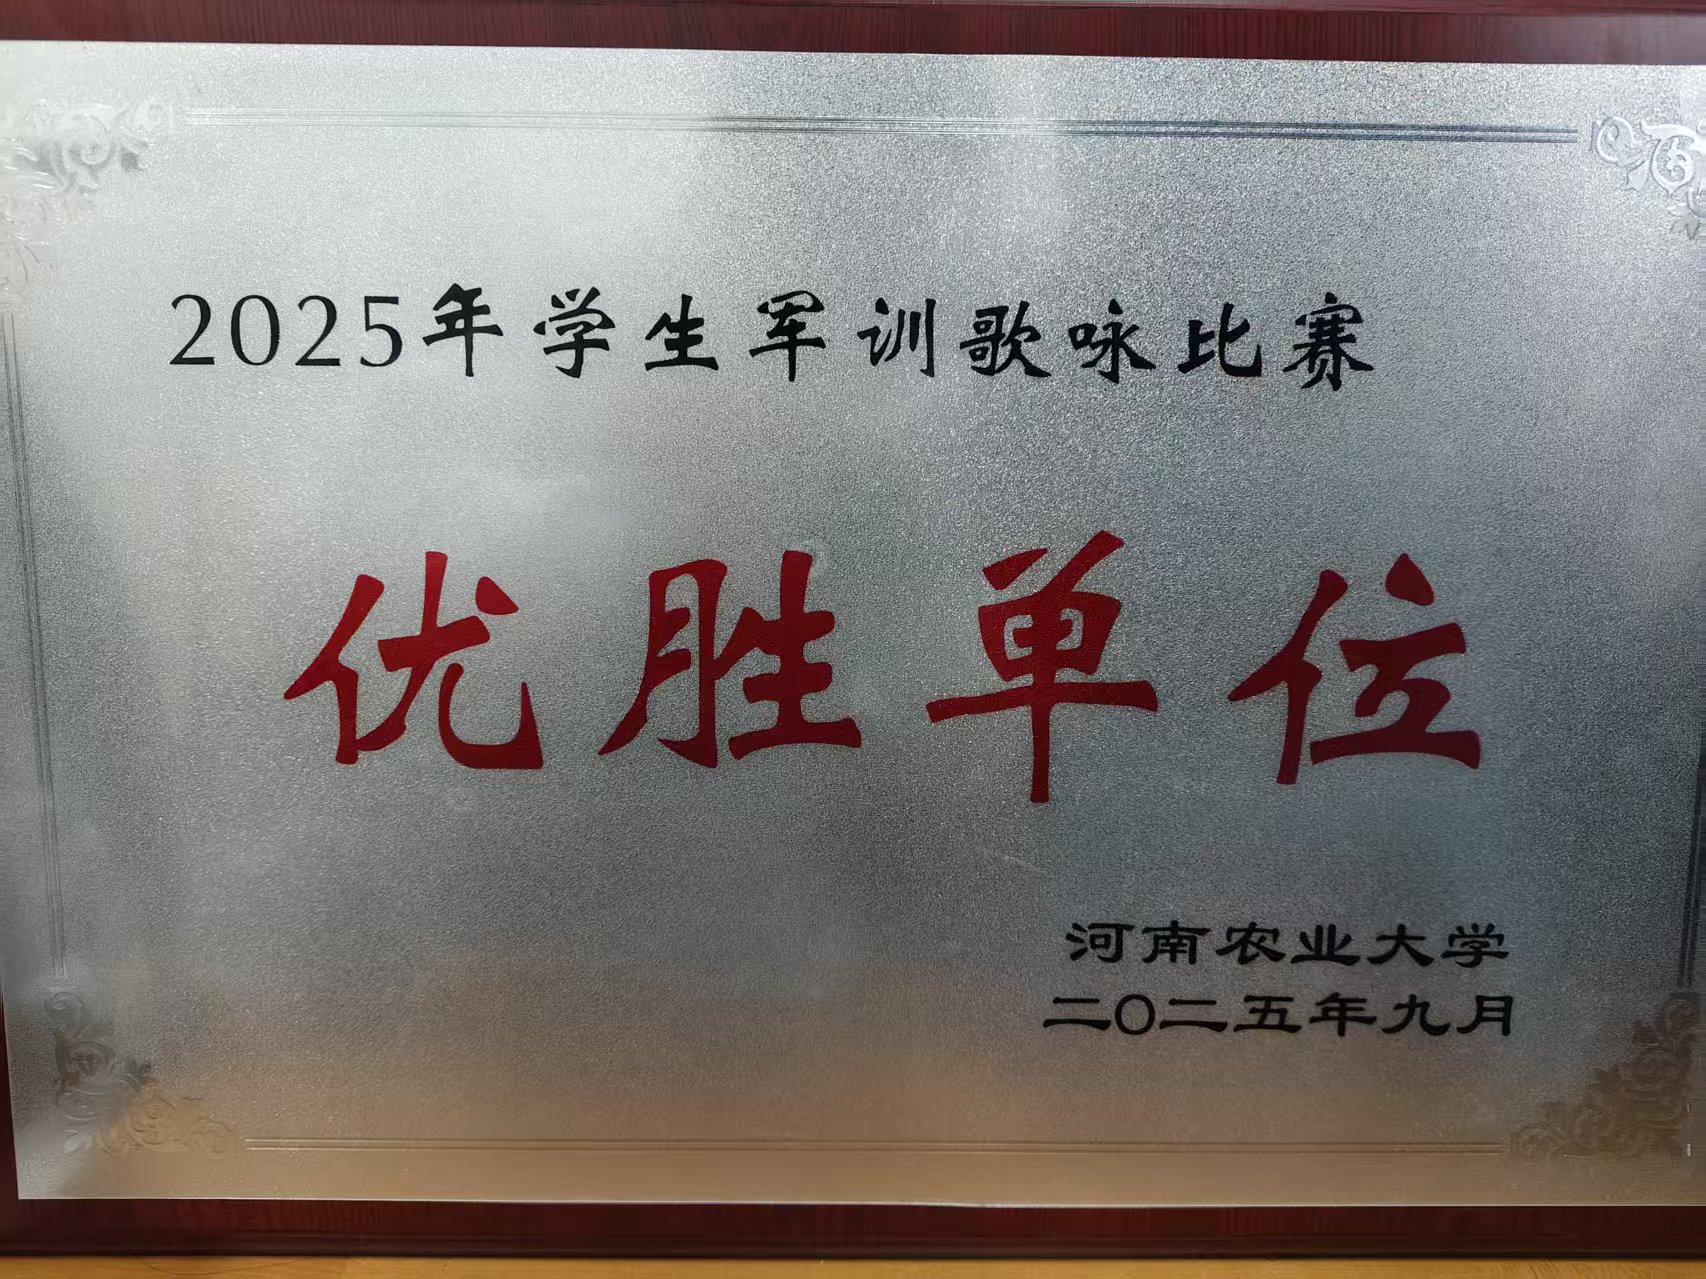 2025年学生军训歌咏比赛
优胜单位
河南农业大学
二〇二五年九月